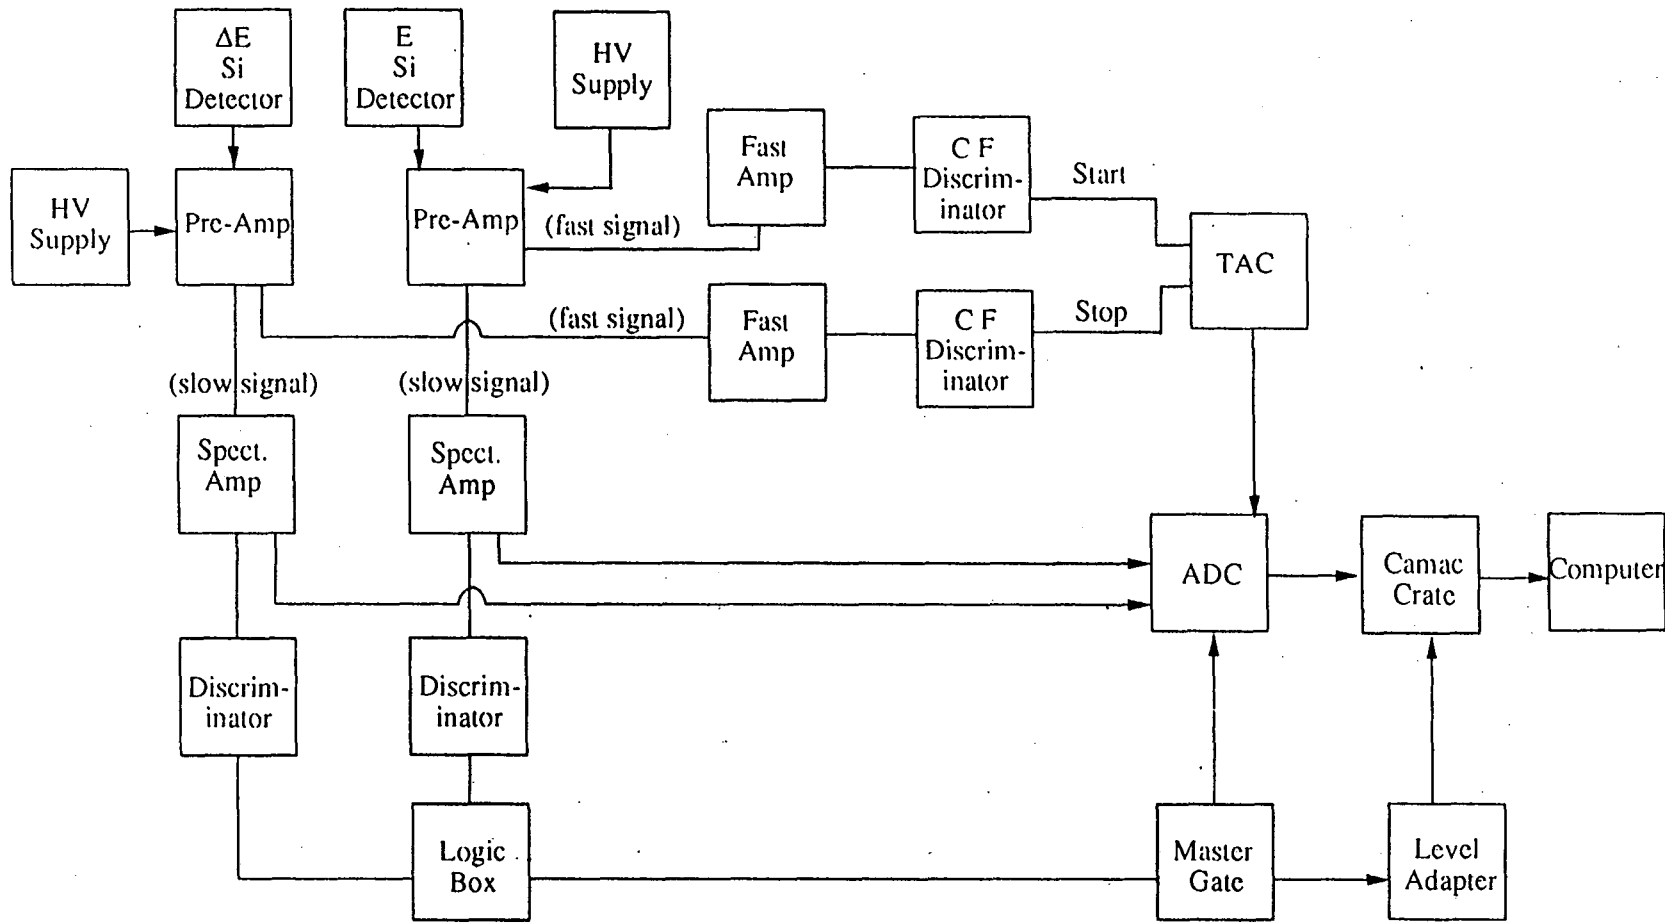 ΔE
Si
Detector
E
Si
Detector
HV
Supply
HV
Supply
Pre-Amp
Pre-Amp
(fast signal)
Fast
Amp
C F
Discrim-
inator
Start
TAC
(fast signal)
Fast
Amp
C F
Discrim-
inator
Stop
(slow signal)
(slow signal)
Spect.
Amp
Spect.
Amp
ADC
Camac
Crate
Computer
Discrim-
inator
Discrim-
inator
Logic
Box
Master
Gate
Level
Adapter